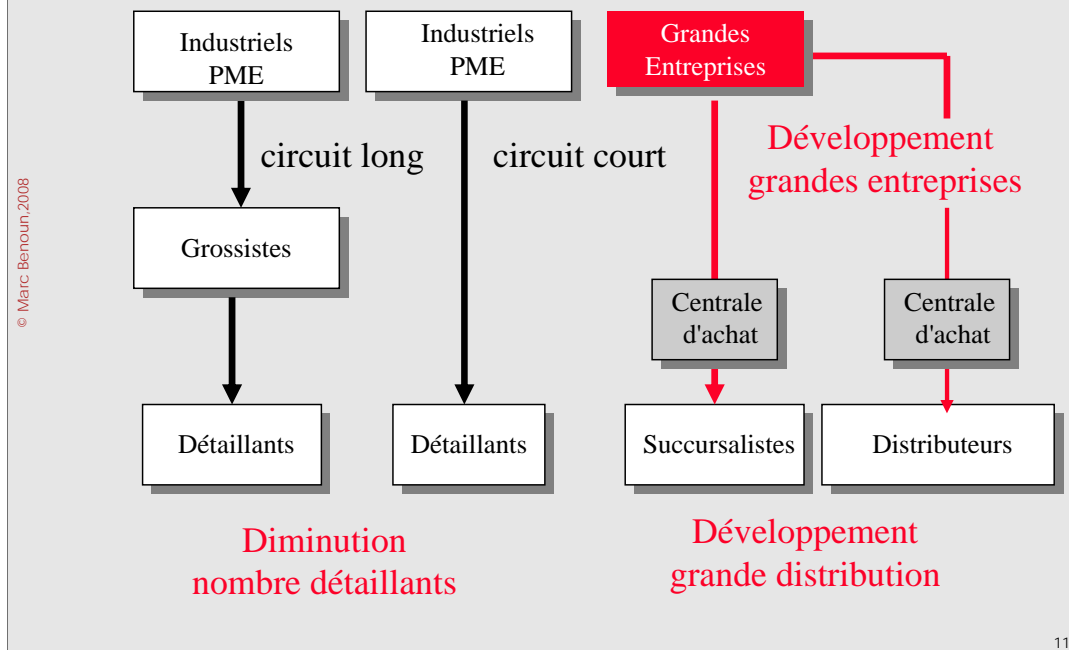 Industriels
PME
Industriels
PME
Grandes
Entreprises
circuit long
circuit court
Développement
grandes entreprises
Grossistes
Centrale
d'achat
Centrale
d'achat
Détaillants
Détaillants
Succursalistes
Distributeurs
Diminution
nombre détaillants
Développement
grande distribution
© Marc Benoun,2008
11